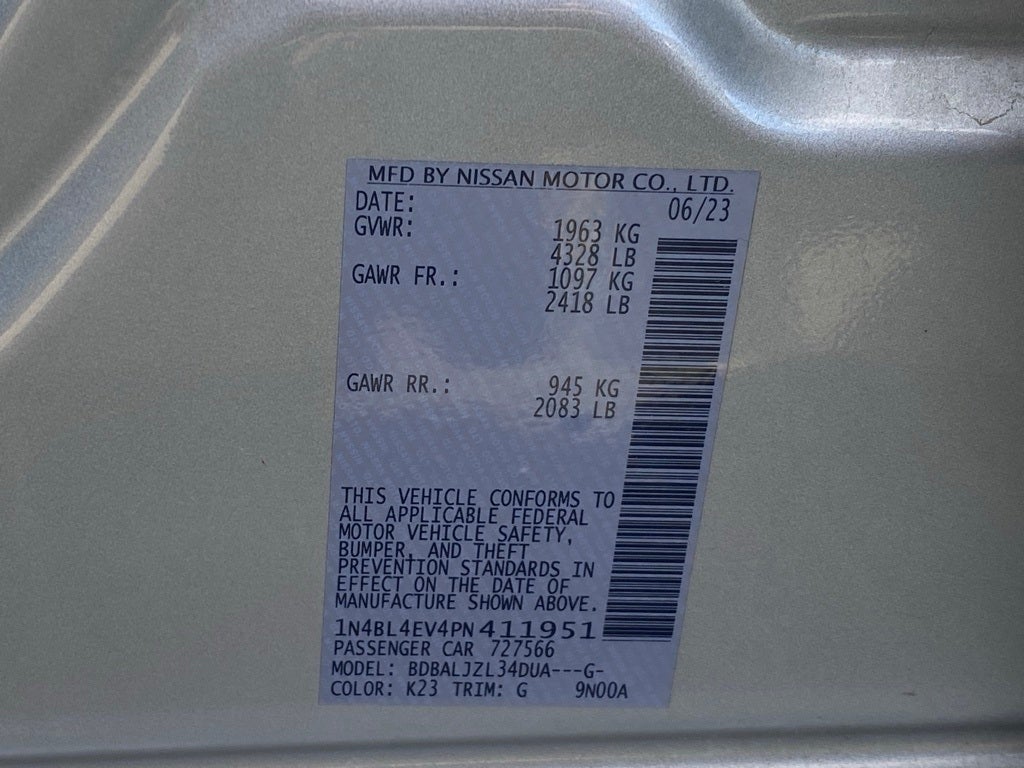 MFD BY NISSAN MOTOR CO., LTD.
DATE: 06/23
GVWR: 1963 KG
4328 LB
GAWR FR.: 1097 KG
2418 LB
GAWR RR.: 945 KG
2083 LB
THIS VEHICLE CONFORMS TO
ALL APPLICABLE FEDERAL
MOTOR VEHICLE SAFETY,
BUMPER, AND THEFT
PREVENTION STANDARDS IN
EFFECT ON THE DATE OF
MANUFACTURE SHOWN ABOVE.
1N4BL4EV4PN411951
PASSENGER CAR 727566
MODEL: BDBALJZL34DUA---G-
COLOR: K23 TRIM: G 9N00A